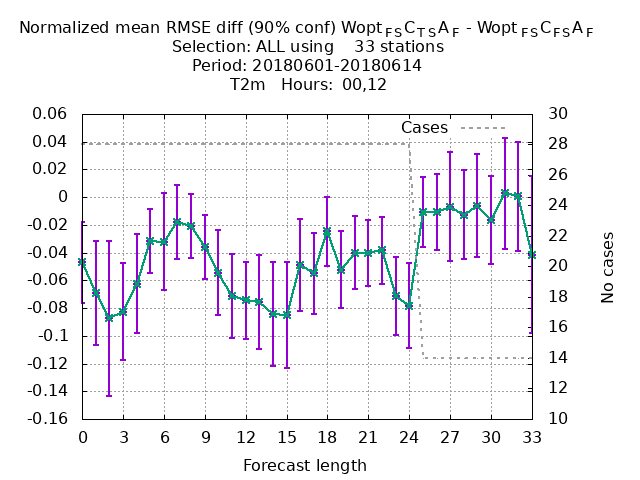 Normalized mean RMSE diff (90% conf) Wopt FS C TS A F - Wopt FS C FS A F
Selection: ALL using 33 stations
Period: 20180601-20180614
T2m Hours: 00,12
Cases
0.06
0.04
0.02
0
-0.02
-0.04
-0.06
-0.08
-0.1
-0.12
-0.14
-0.16
30
28
26
24
22
20
18
16
14
12
10
No cases
0 3 6 9 12 15 18 21 24 27 30 33
Forecast length